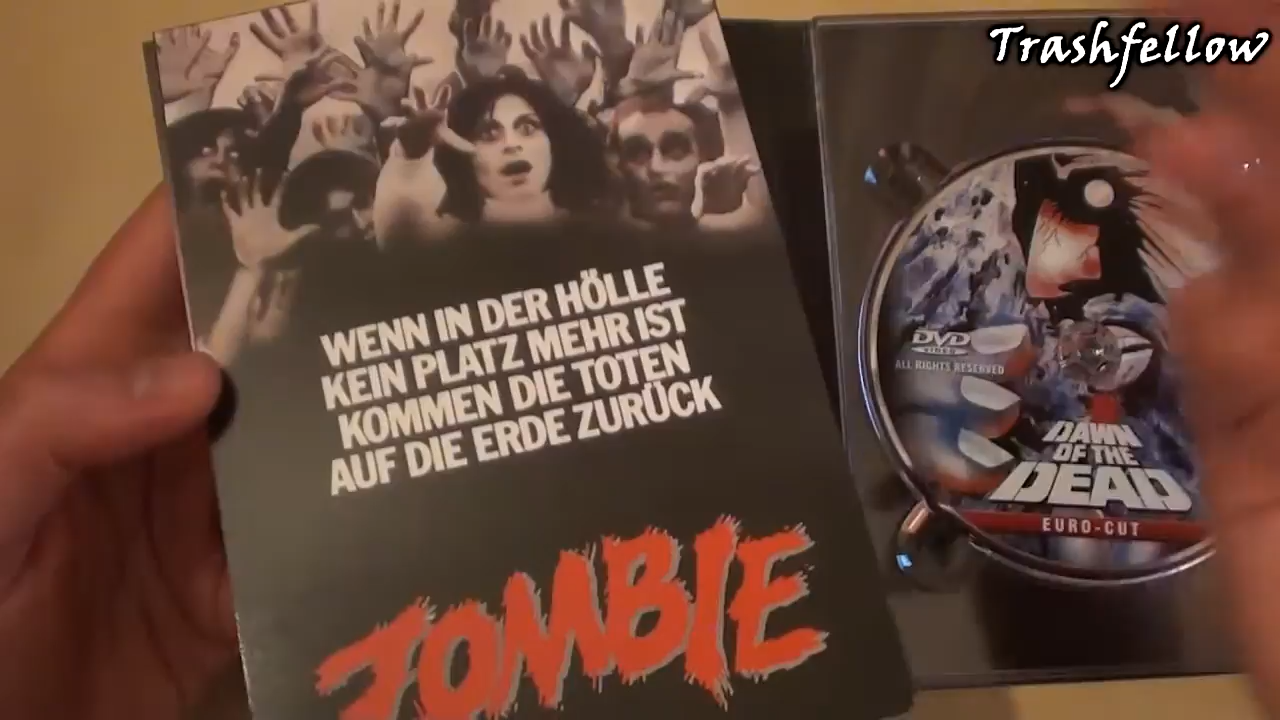 Trashfellow
WENN IN DER HÖLLE
KEIN PLATZ MEHR IST
KOMMEN DIE TOTEN
AUF DIE ERDE ZURÜCK
ZOMBIE
DVD
VIDEO
ALL RIGHTS RESERVED
DAWN
OF THE
DEAD
EURO-CUT